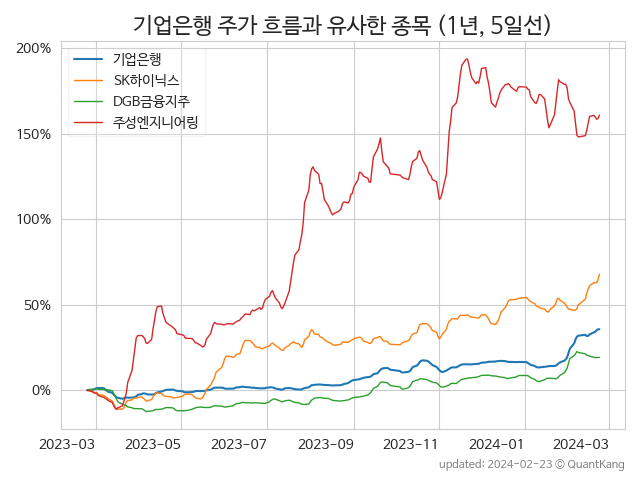 기업은행 주가 흐름과 유사한 종목 (1년, 5일선)
기업은행
SK하이닉스
DGB금융지주
주성엔지니어링
200%
150%
100%
50%
0%
2023-03 2023-05 2023-07 2023-09 2023-11 2024-01 2024-03
updated: 2024-02-23 © QuantKang